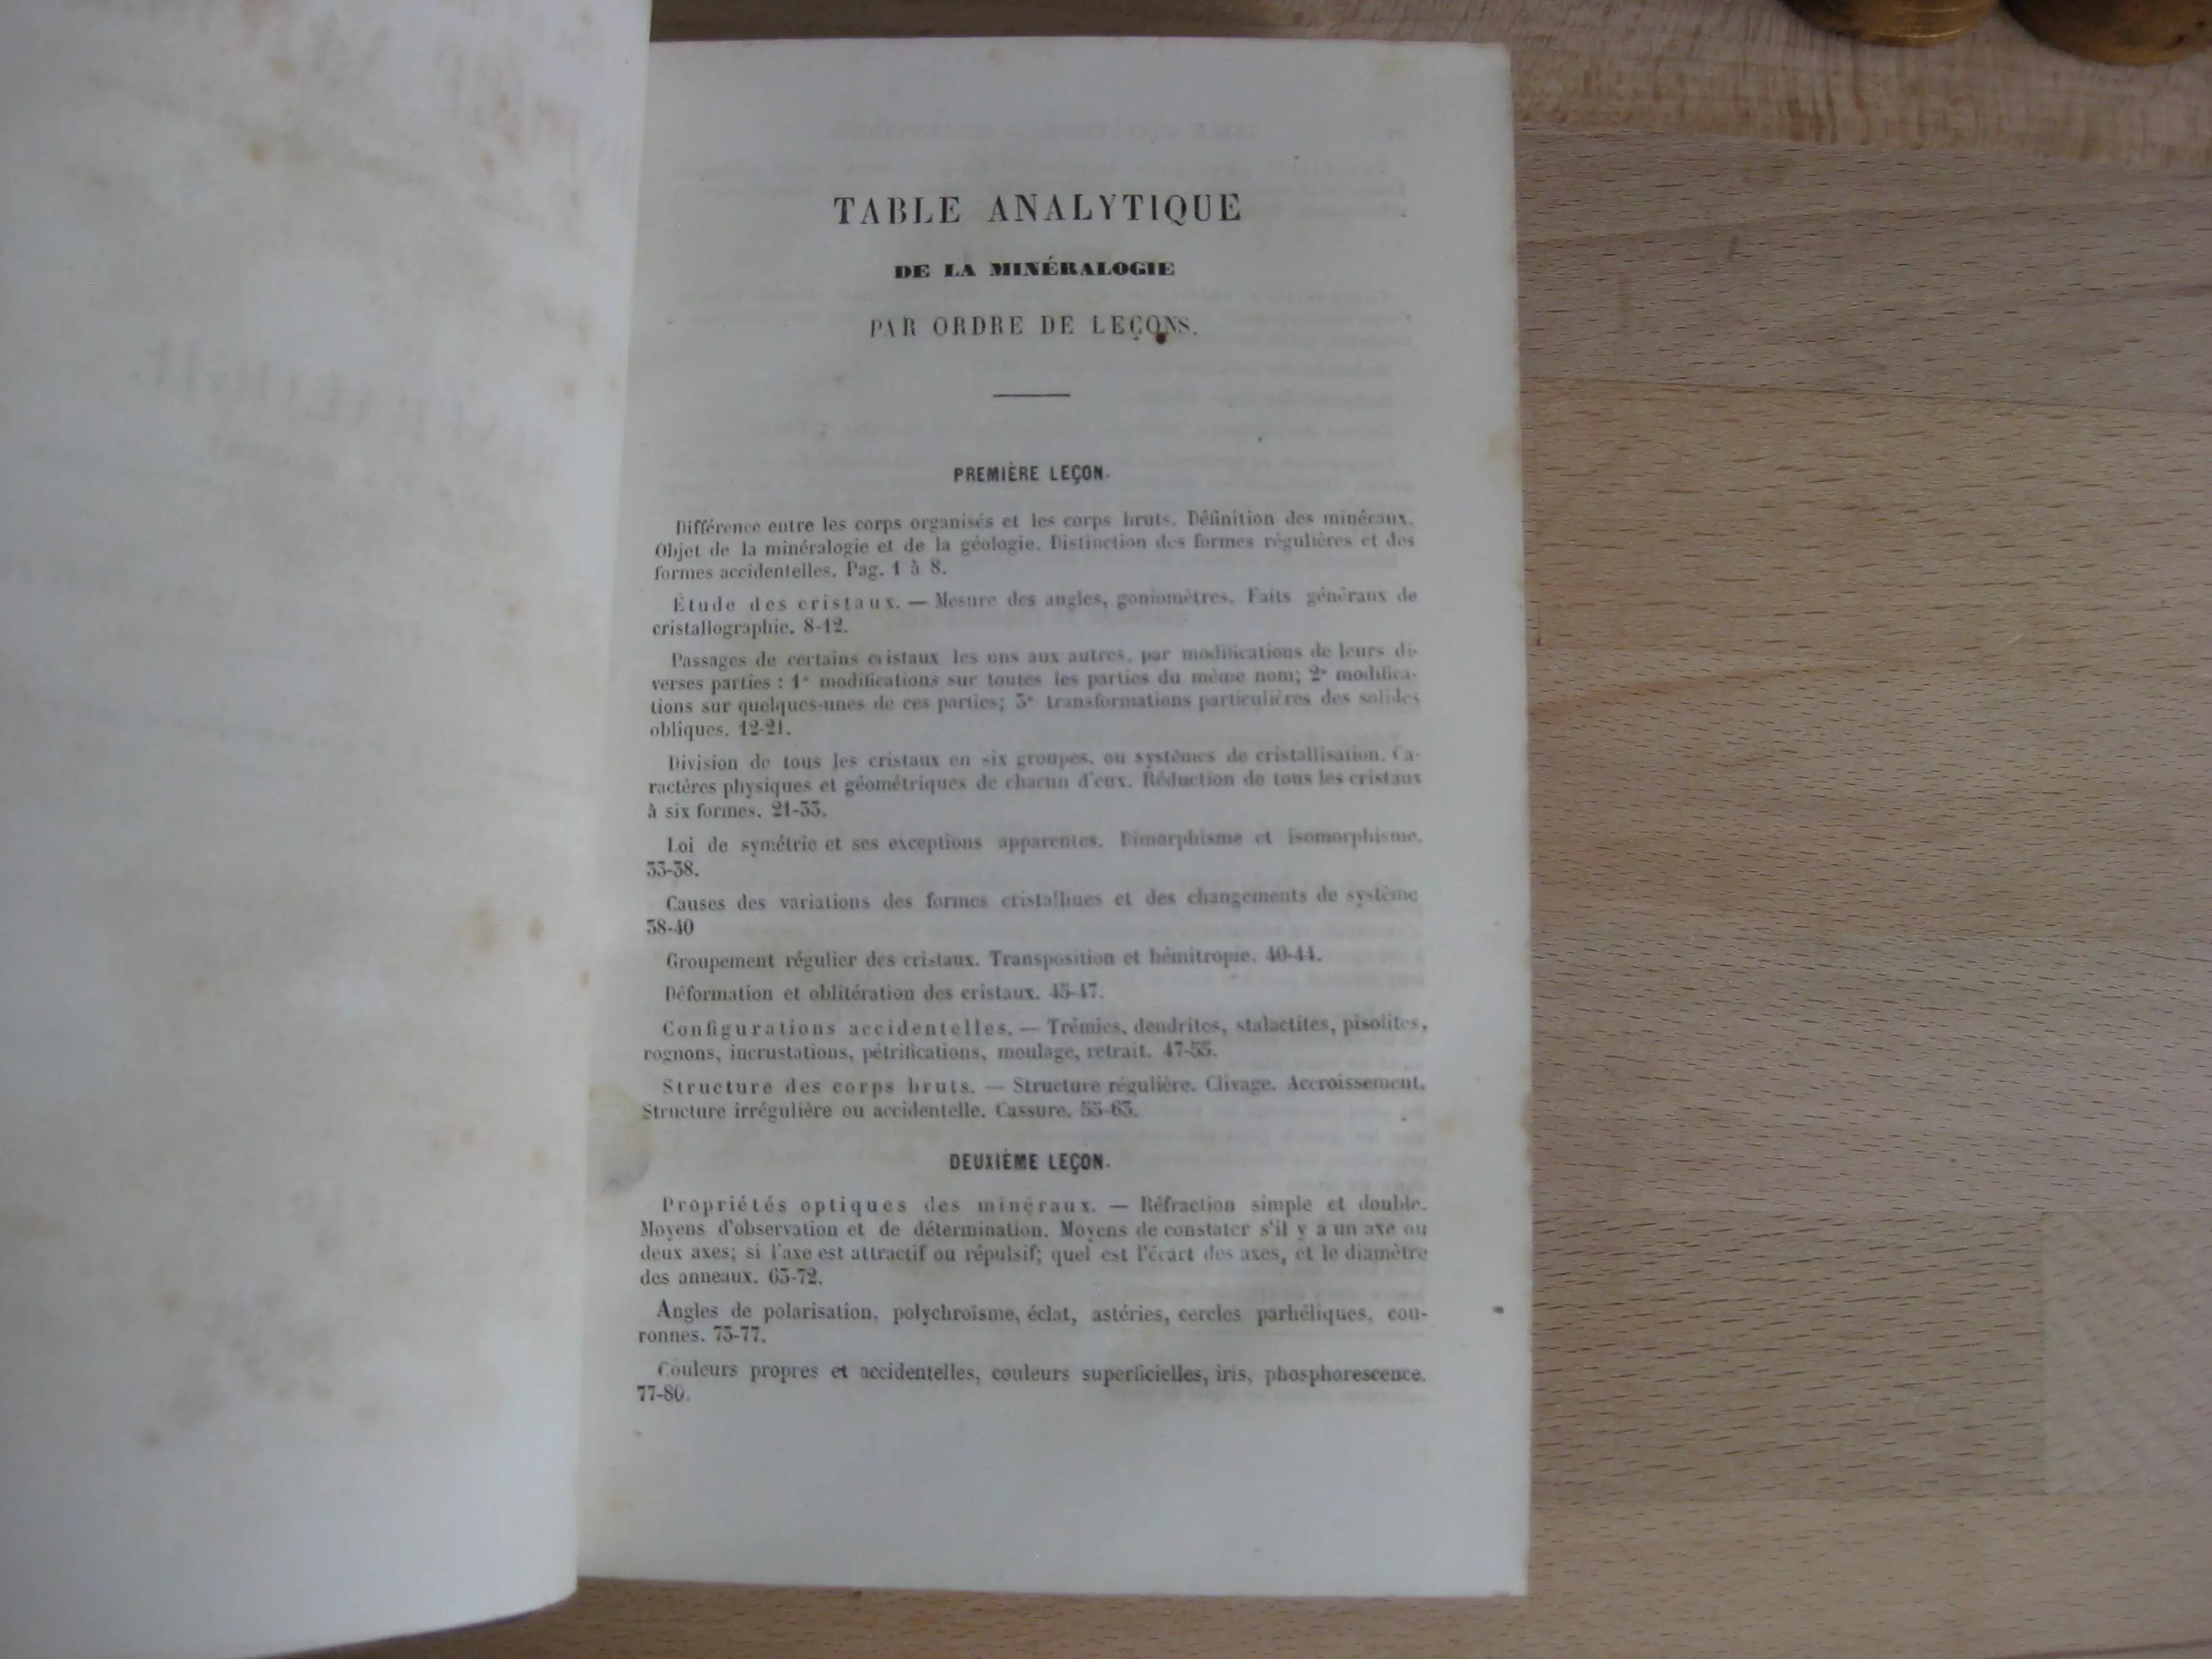 TABLE ANALYTIQUE
DE LA MINÉRALOGIE
PAR ORDRE DE LEÇONS.
PREMIÈRE LEÇON.
Différence entre les corps organisés et les corps bruts. Définition des minéraux.
Objet de la minéralogie et de la géologie. Distinction des formes régulières et des
formes accidentelles. Pag. 1 à 8.
Étude des cristaux. — Mesure des angles, goniomètres. Faits généraux de
cristallographie. 8-12.
Passages de certains cristaux les uns aux autres, par modifications de leurs di-
verses parties : 1° modifications sur toutes les parties du même nom; 2° modifica-
tions sur quelques-unes de ces parties; 3° transformations particulières des solides
obliques. 12-21.
Division de tous les cristaux en six groupes, ou systèmes de cristallisation. Ca-
ractères physiques et géométriques de chacun d'eux. Réduction de tous les cristaux
à six formes. 21-33.
Loi de symétrie et ses exceptions apparentes. Dimorphisme et isomorphisme.
33-38.
Causes des variations des formes cristallines et des changements de système
38-40
Groupement régulier des cristaux. Transposition et hémitropie. 40-44.
Déformation et oblitération des cristaux. 45-47.
Configurations accidentelles. — Trémies, dendrites, stalactites, pisolites,
rognons, incrustations, pétrifications, moulage, retrait. 47-55.
Structure des corps bruts. — Structure régulière. Clivage. Accroissement.
Structure irrégulière ou accidentelle. Cassure. 55-63.
DEUXIÈME LEÇON.
Propriétés optiques des minéraux. — Réfraction simple et double.
Moyens d'observation et de détermination. Moyens de constater s'il y a un axe ou
deux axes; si l'axe est attractif ou répulsif; quel est l'écart des axes, et le diamètre
des anneaux. 63-72.
Angles de polarisation, polychroïsme, éclat, astéries, cercles parhéliques, cou-
ronnes. 73-77.
Couleurs propres et accidentelles, couleurs superficielles, iris, phosphorescence.
77-80.